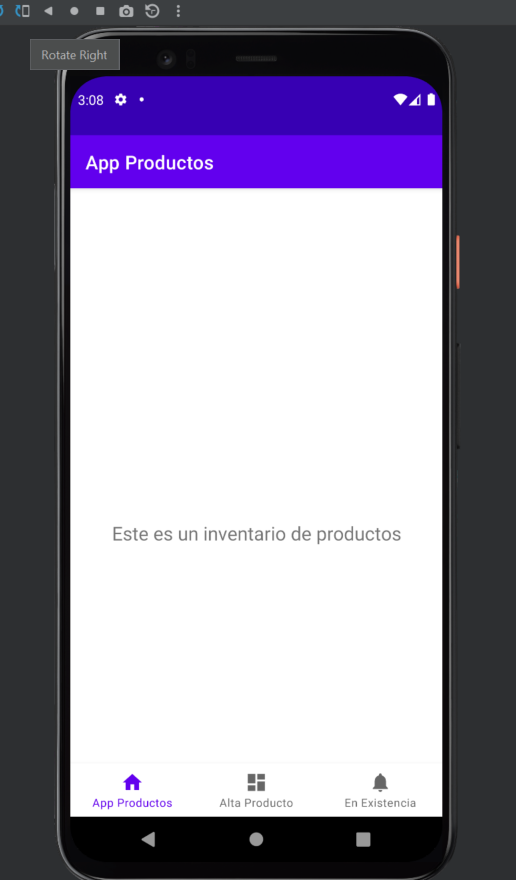 Rotate Right
3:08
App Productos
Este es un inventario de productos
App Productos
Alta Producto
En Existencia